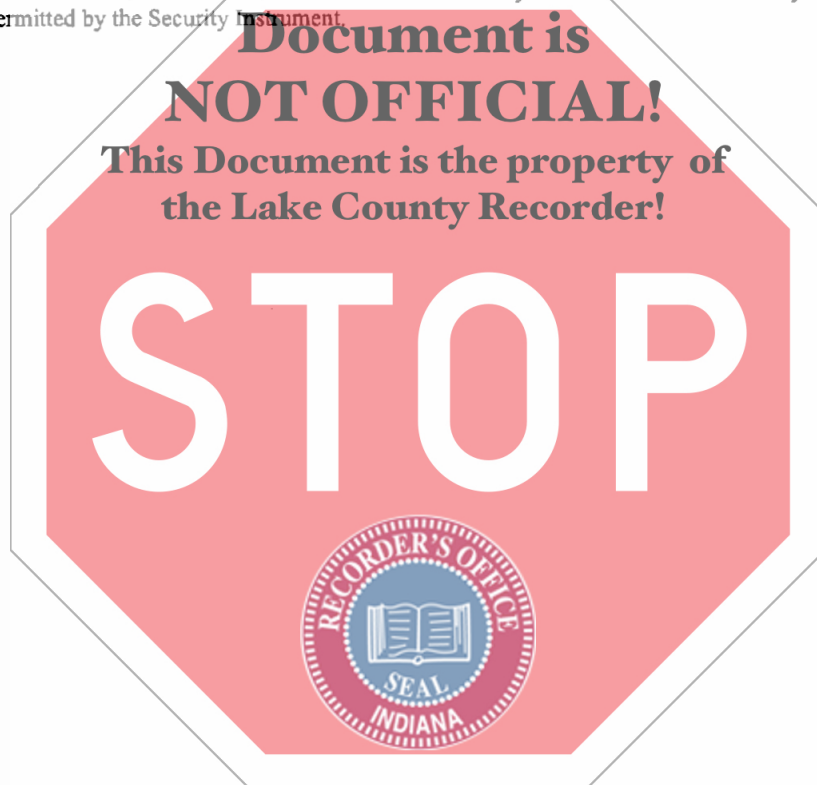 ermitted by the Security Instrument.
Document is
NOT OFFICIAL!
This Document is the property of
the Lake County Recorder!
STOP
RECORDER'S OFFICE
SEAL
INDIANA